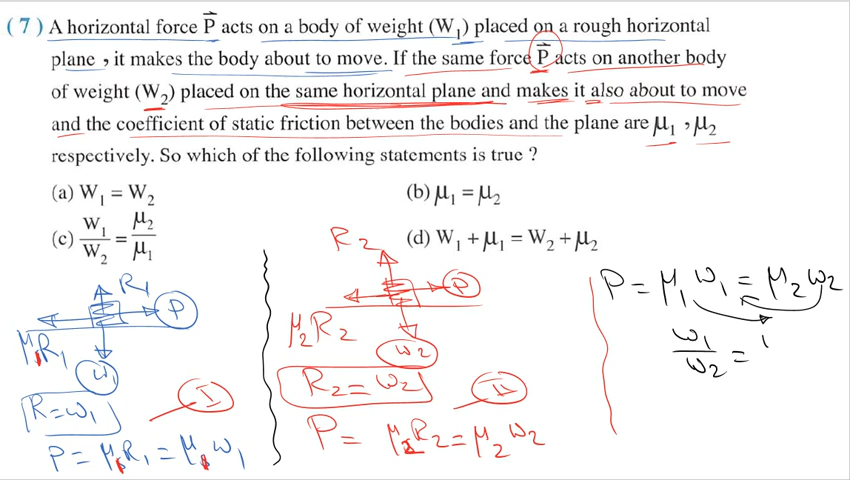 (7) A horizontal force P⃗ acts on a body of weight (W₁) placed on a rough horizontal
plane , it makes the body about to move. If the same force P⃗ acts on another body
of weight (W₂) placed on the same horizontal plane and makes it also about to move
and the coefficient of static friction between the bodies and the plane are μ₁ , μ₂
respectively. So which of the following statements is true ?
(a) W₁ = W₂
(b) μ₁ = μ₂
(c) W₁/W₂ = μ₂/μ₁
(d) W₁ + μ₁ = W₂ + μ₂
R₁
P
μ₁R₁
W₁
R = W₁
I
P = μ₁R₁ = μ₁W₁
R₂
P
μ₂R₂
W₂
R₂ = W₂
II
P = μ₂R₂ = μ₂W₂
P = μ₁W₁ = μ₂W₂
W₁/W₂ =